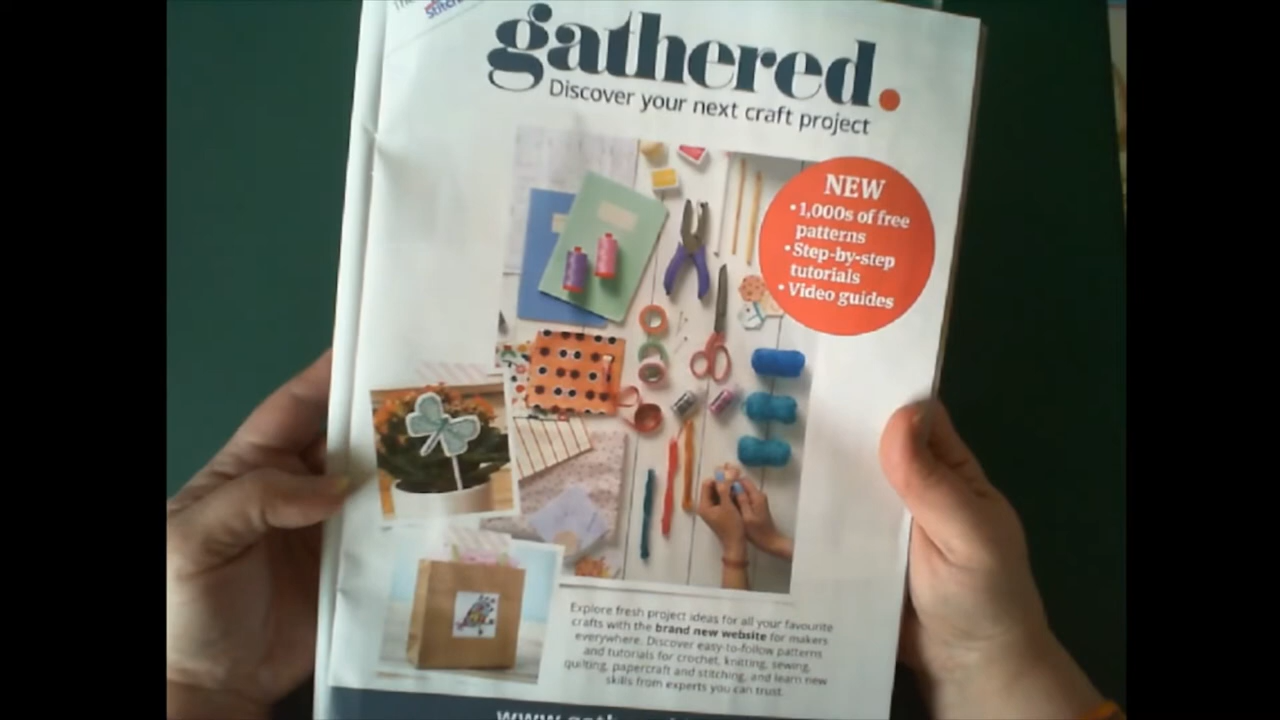 The
Stitch
gathered.
Discover your next craft project
NEW
•1,000s of free
patterns
•Step-by-step
tutorials
•Video guides
Explore fresh project ideas for all your favourite
crafts with the brand new website for makers
everywhere. Discover easy-to-follow patterns
and tutorials for crochet, knitting, sewing,
quilting, papercraft and stitching, and learn new
skills from experts you can trust.